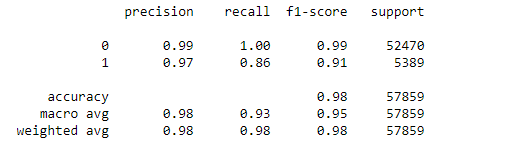 precision recall f1-score support
0 0.99 1.00 0.99 52470
1 0.97 0.86 0.91 5389
accuracy 0.98 57859
macro avg 0.98 0.93 0.95 57859
weighted avg 0.98 0.98 0.98 57859